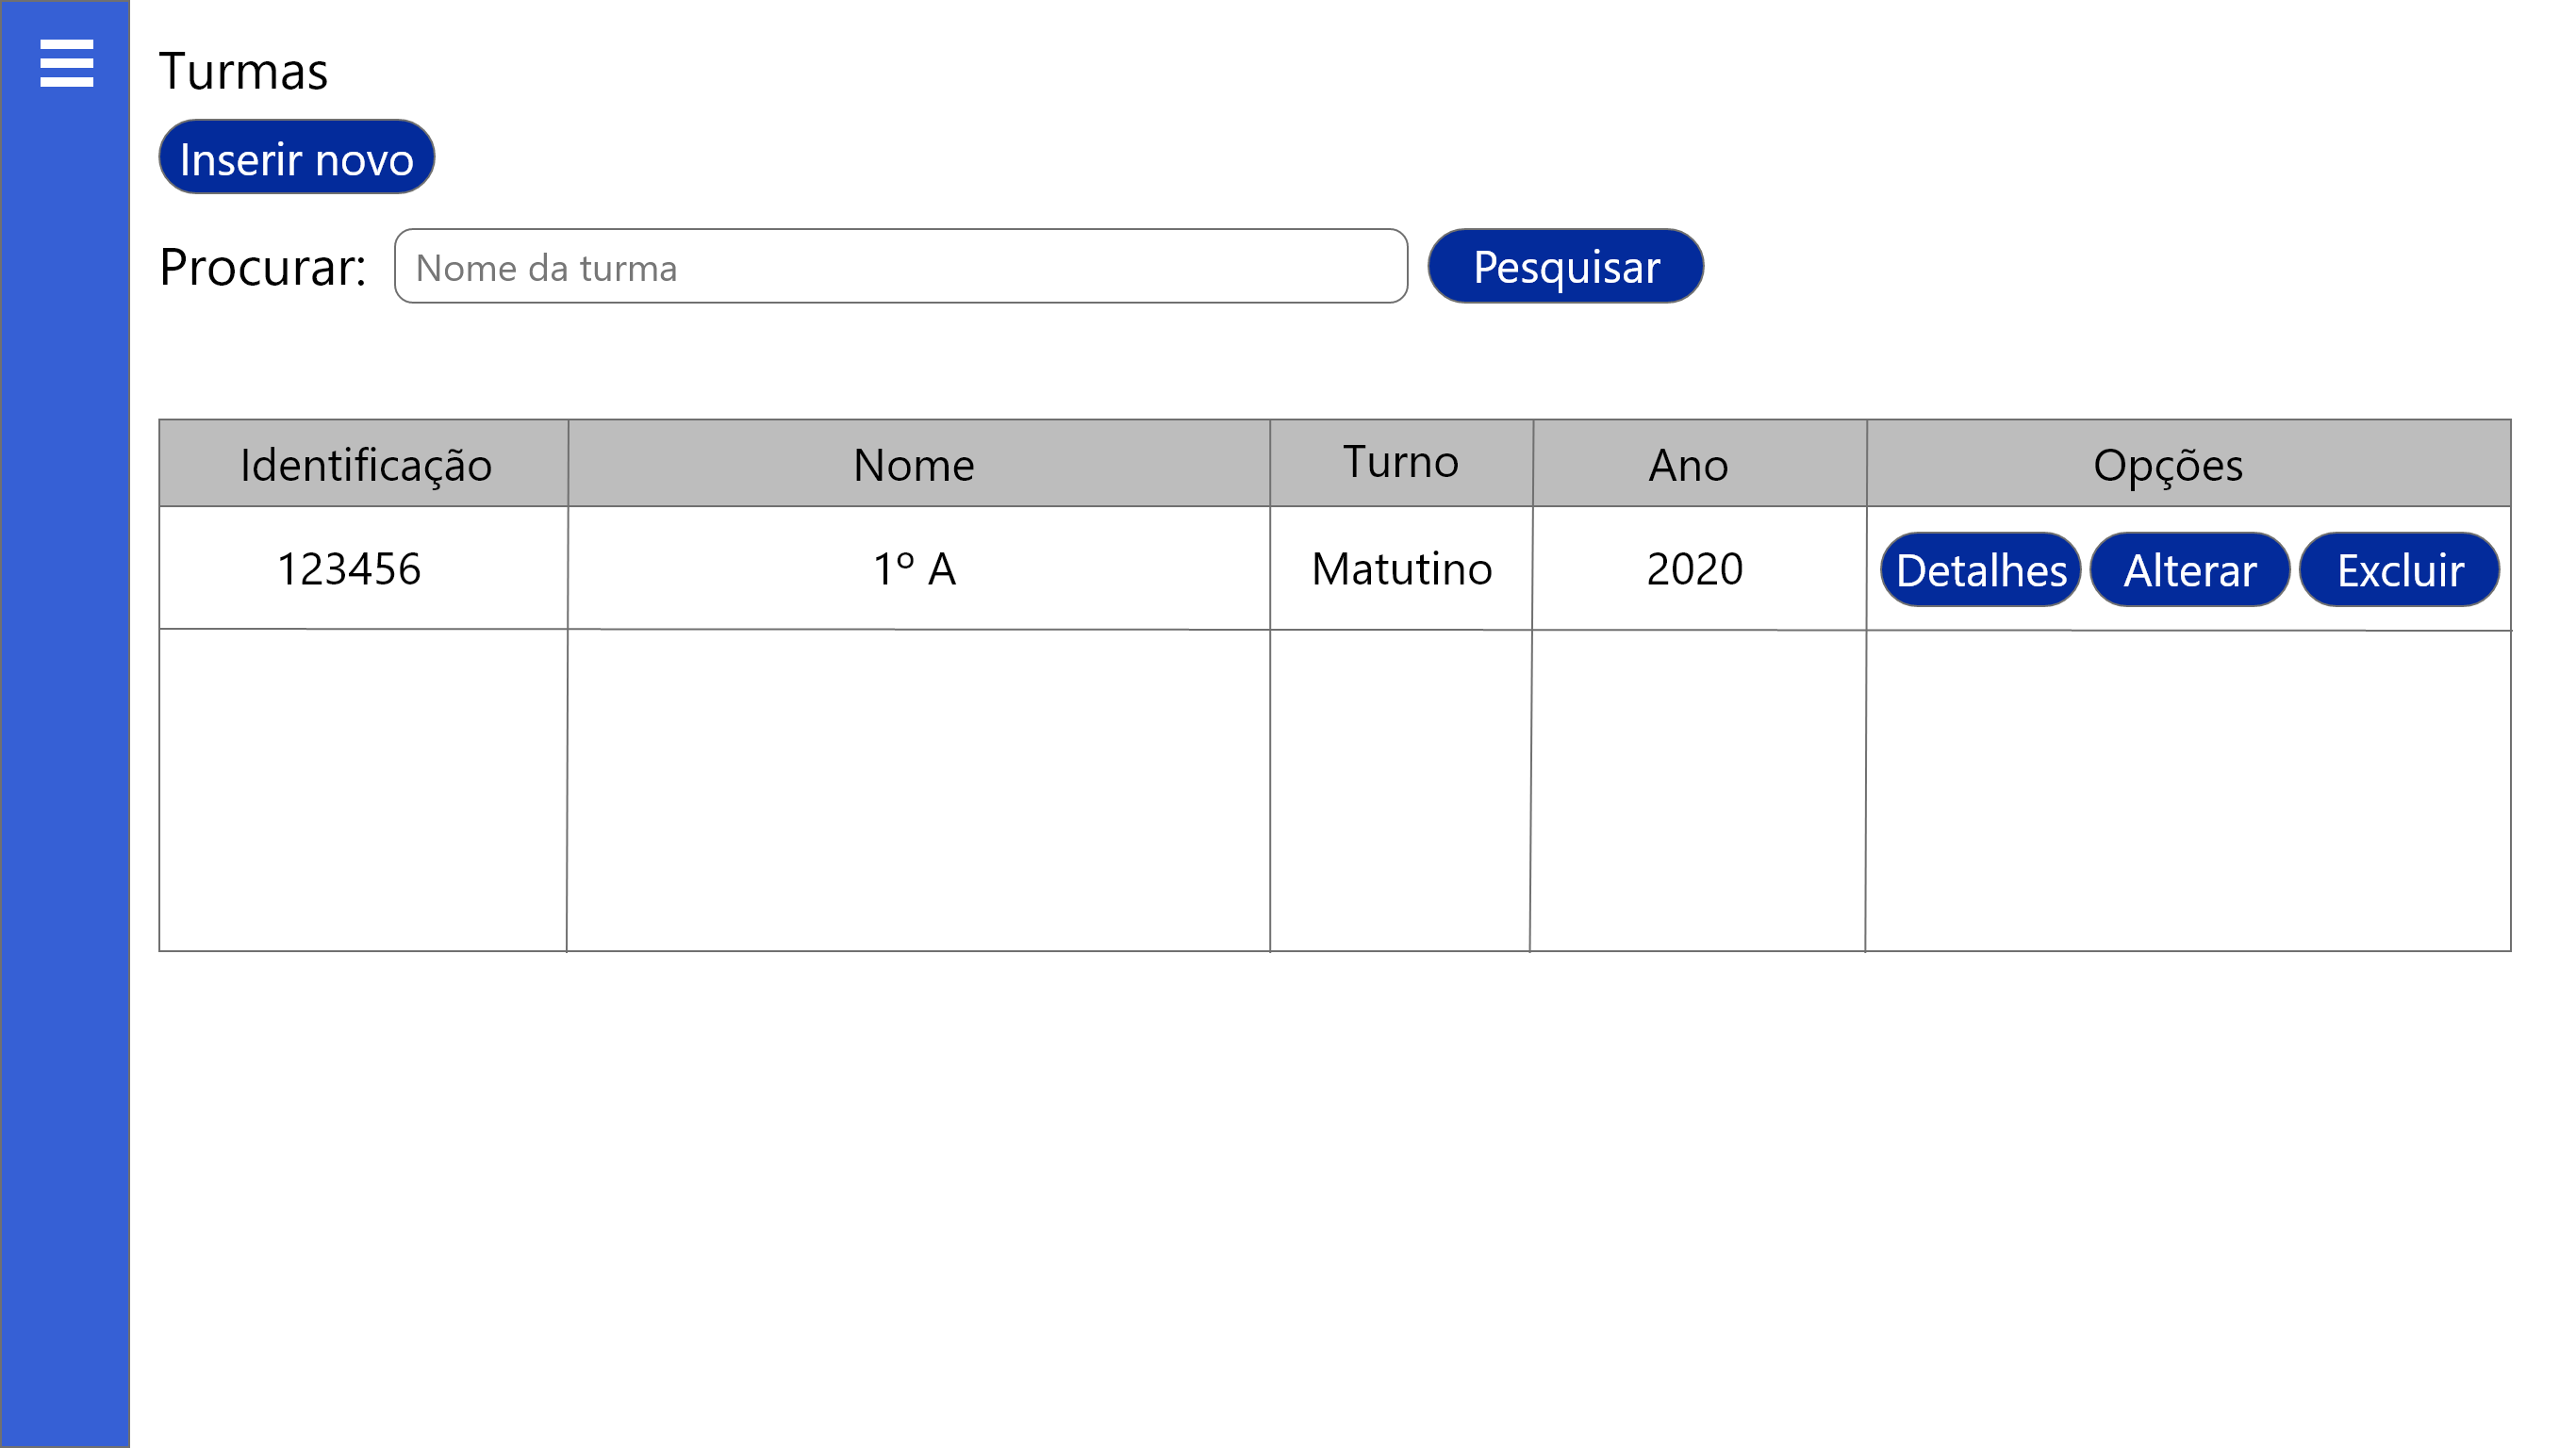 Turmas
Inserir novo
Procurar: Nome da turma Pesquisar
Identificação Nome Turno Ano Opções
123456 1º A Matutino 2020 Detalhes Alterar Excluir